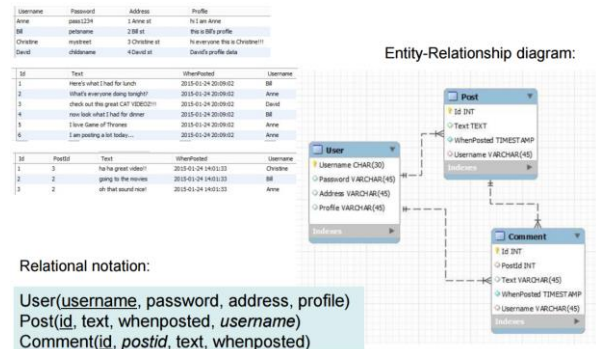 Username Password Address Profile
Anne pass1234 1 Anne st hi I am Anne
Bill petsname 2 Bill st this is Bill's profile
Christine mystreet 3 Christine st hi everyone this is Christine!!!
David childsname 4 David st David's profile data
Id Text WhenPosted Username
1 Here's what I had for lunch 2015-01-24 20:09:02 Bill
2 What's everyone doing tonight? 2015-01-24 20:09:02 Anne
3 check out this great CAT VIDEOZ!!! 2015-01-24 20:09:02 David
4 now look what I had for dinner 2015-01-24 20:09:02 Bill
5 I love Game of Thrones 2015-01-24 20:09:02 Anne
6 I am posting a lot today.... 2015-01-24 20:09:02 Anne
Id PostId Text WhenPosted Username
1 3 ha ha great video!! 2015-01-24 14:01:33 Christine
2 2 going to the movies 2015-01-24 14:01:33 Bill
3 2 oh that sound nice! 2015-01-24 14:01:33 Anne
Entity-Relationship diagram:
Post
Id INT
Text TEXT
WhenPosted TIMESTAMP
Username VARCHAR(45)
Indexes
User
Username CHAR(30)
Password VARCHAR(45)
Address VARCHAR(45)
Profile VARCHAR(45)
Indexes
Comment
Id INT
PostId INT
Text VARCHAR(45)
WhenPosted TIMESTAMP
Username VARCHAR(45)
Indexes
Relational notation:
User(username, password, address, profile)
Post(id, text, whenposted, username)
Comment(id, postid, text, whenposted)